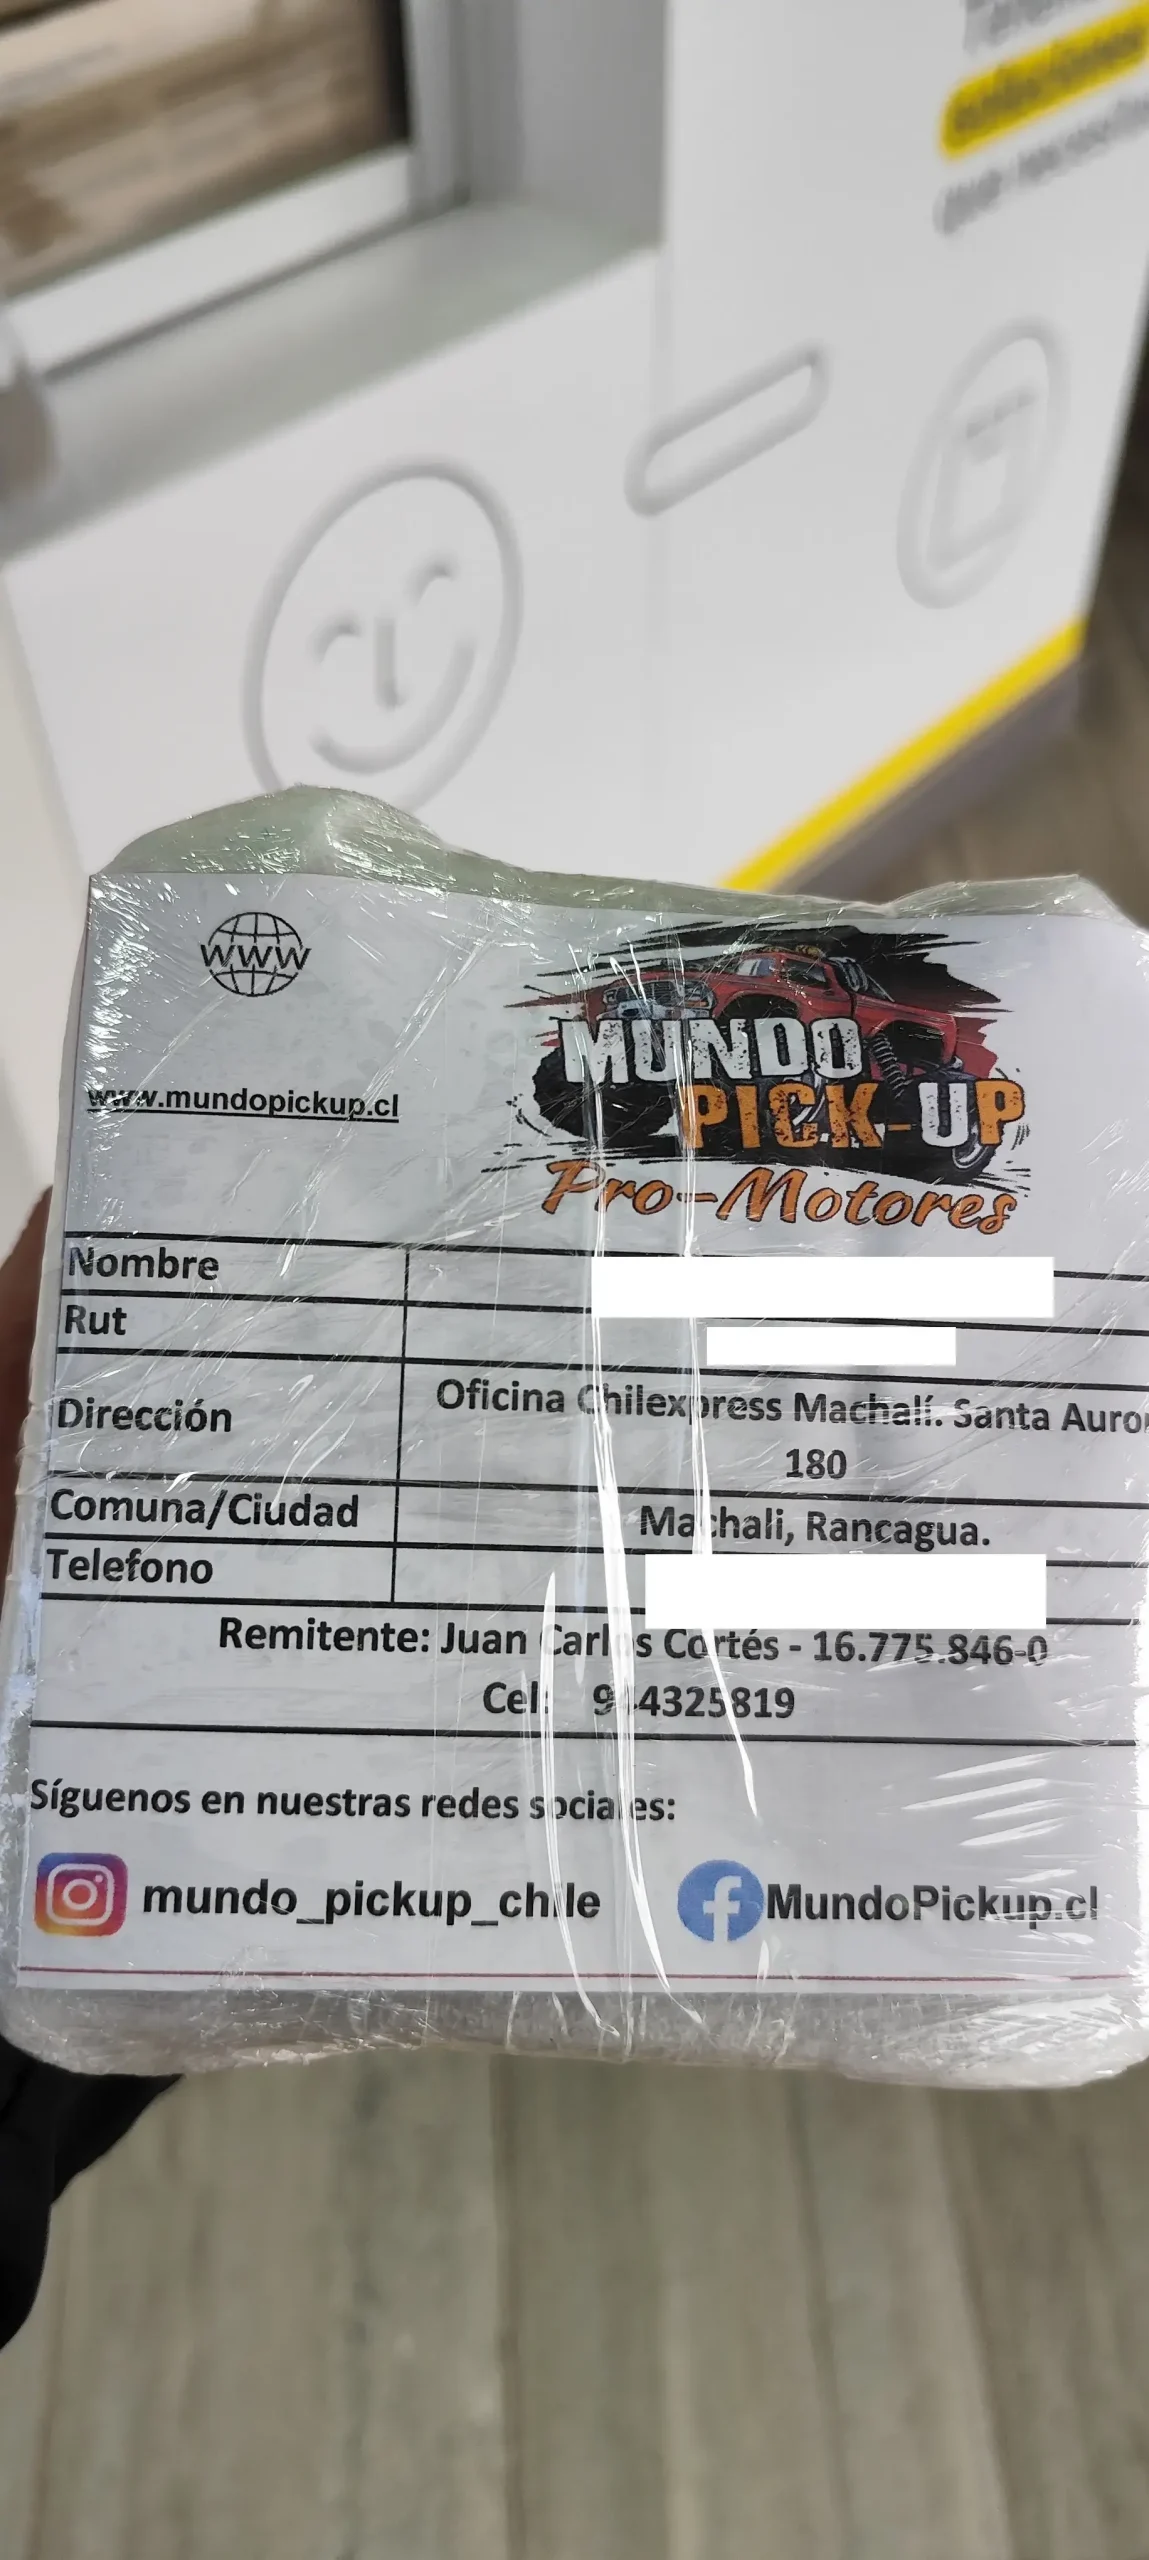 soluciones
WWW
www.mundopickup.cl
MUNDO
PICK-UP
Pro-Motores
Nombre
Rut
Dirección
Oficina Chilexpress Machalí. Santa Auro
180
Comuna/Ciudad
Machali, Rancagua.
Telefono
Remitente: Juan Carlos Cortés - 16.775.846-0
Cel: 944325819
Síguenos en nuestras redes sociales:
mundo_pickup_chile
MundoPickup.cl